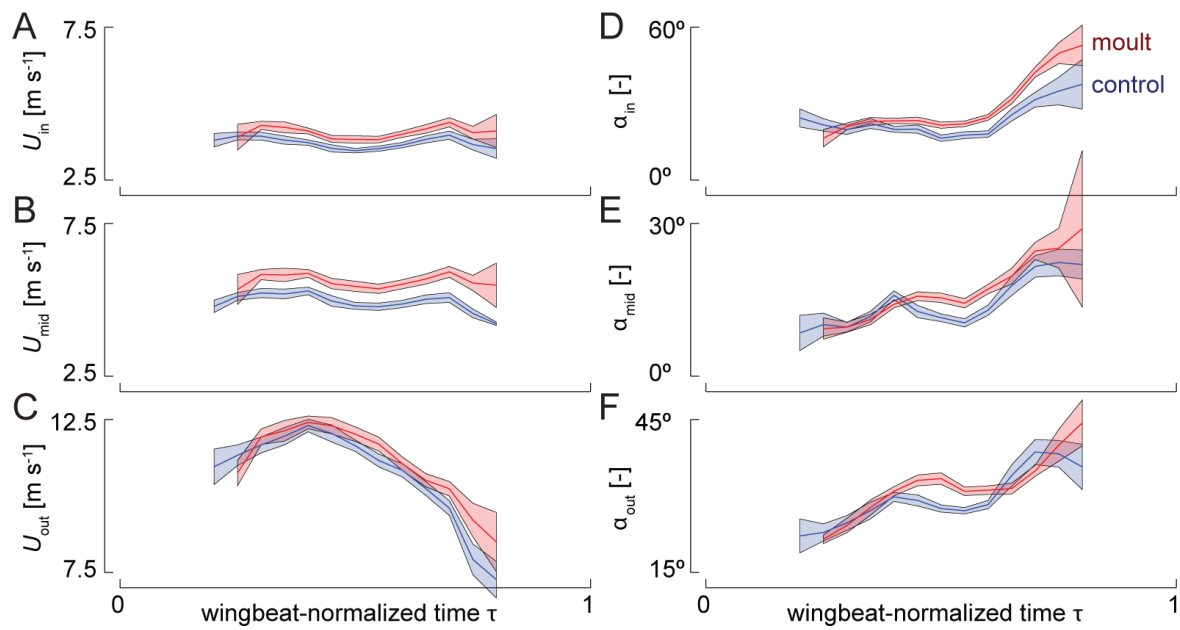 A
7.5
U_in [m s⁻¹]
2.5
B
7.5
U_mid [m s⁻¹]
2.5
C
12.5
U_out [m s⁻¹]
7.5
0
wingbeat-normalized time τ
1
D
60º
moult
control
α_in [-]
0º
E
30º
α_mid [-]
0º
F
45º
α_out [-]
15º
0
wingbeat-normalized time τ
1